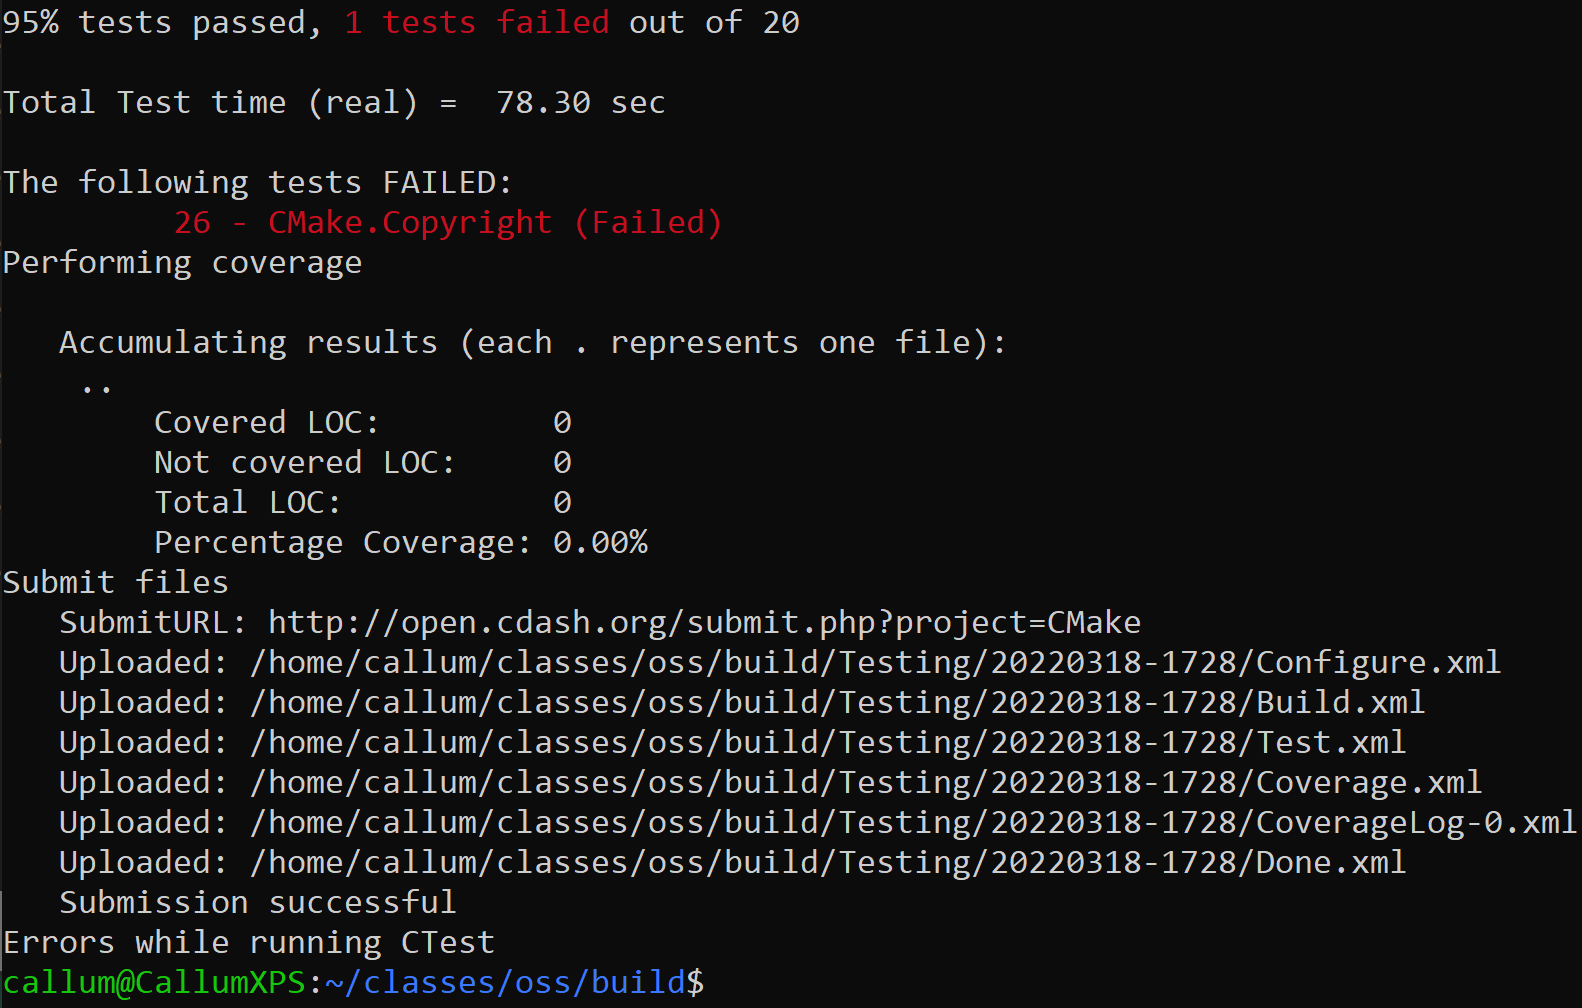 95% tests passed, 1 tests failed out of 20
Total Test time (real) =  78.30 sec
The following tests FAILED:
26 - CMake.Copyright (Failed)
Performing coverage
Accumulating results (each . represents one file):
..
Covered LOC:         0
Not covered LOC:     0
Total LOC:           0
Percentage Coverage: 0.00%
Submit files
SubmitURL: http://open.cdash.org/submit.php?project=CMake
Uploaded: /home/callum/classes/oss/build/Testing/20220318-1728/Configure.xml
Uploaded: /home/callum/classes/oss/build/Testing/20220318-1728/Build.xml
Uploaded: /home/callum/classes/oss/build/Testing/20220318-1728/Test.xml
Uploaded: /home/callum/classes/oss/build/Testing/20220318-1728/Coverage.xml
Uploaded: /home/callum/classes/oss/build/Testing/20220318-1728/CoverageLog-0.xml
Uploaded: /home/callum/classes/oss/build/Testing/20220318-1728/Done.xml
Submission successful
Errors while running CTest
callum@CallumXPS:~/classes/oss/build$